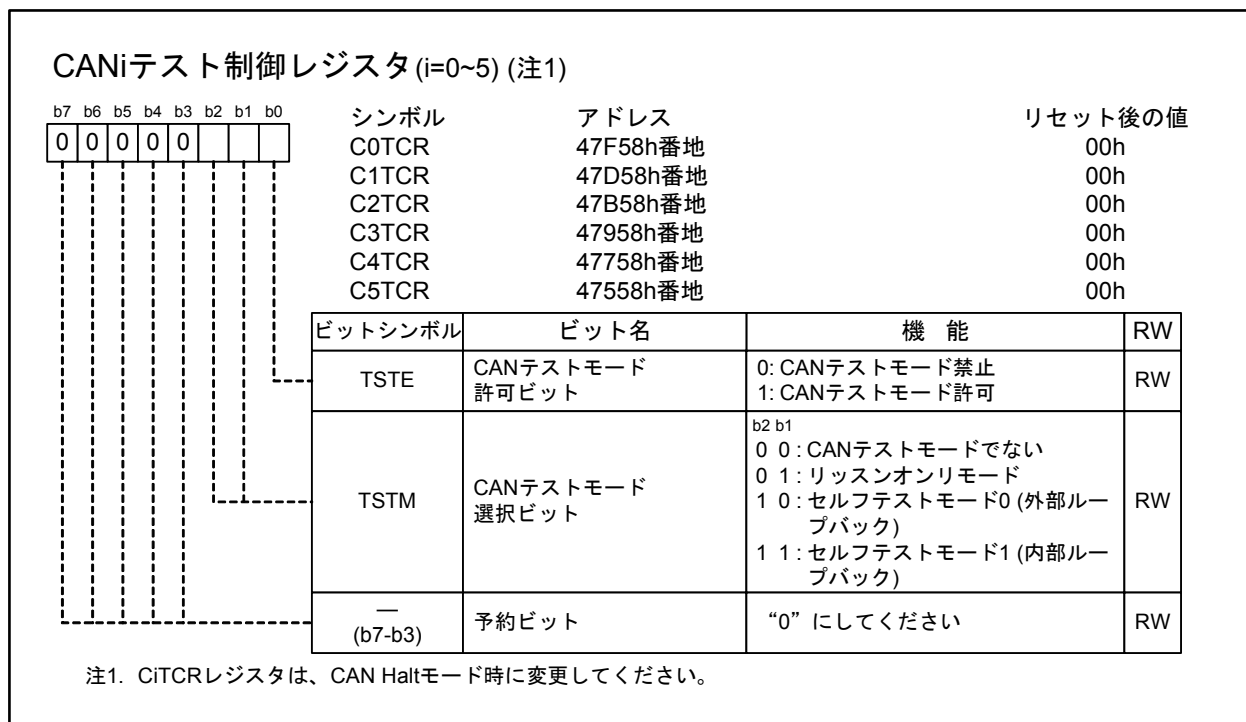 CANiテスト制御レジスタ(i=0~5) (注1)
b7 b6 b5 b4 b3 b2 b1 b0
0 0 0 0 0
シンボル アドレス リセット後の値
C0TCR 47F58h番地 00h
C1TCR 47D58h番地 00h
C2TCR 47B58h番地 00h
C3TCR 47958h番地 00h
C4TCR 47758h番地 00h
C5TCR 47558h番地 00h
ビットシンボル ビット名 機 能 RW
TSTE CANテストモード許可ビット 0: CANテストモード禁止 RW
1: CANテストモード許可
TSTM CANテストモード選択ビット b2 b1 RW
0 0 : CANテストモードでない
0 1 : リッスンオンリモード
1 0 : セルフテストモード0 (外部ルー
プバック)
1 1 : セルフテストモード1 (内部ルー
プバック)
—
(b7-b3) 予約ビット “0”にしてください RW
注1. CiTCRレジスタは、CAN Haltモード時に変更してください。